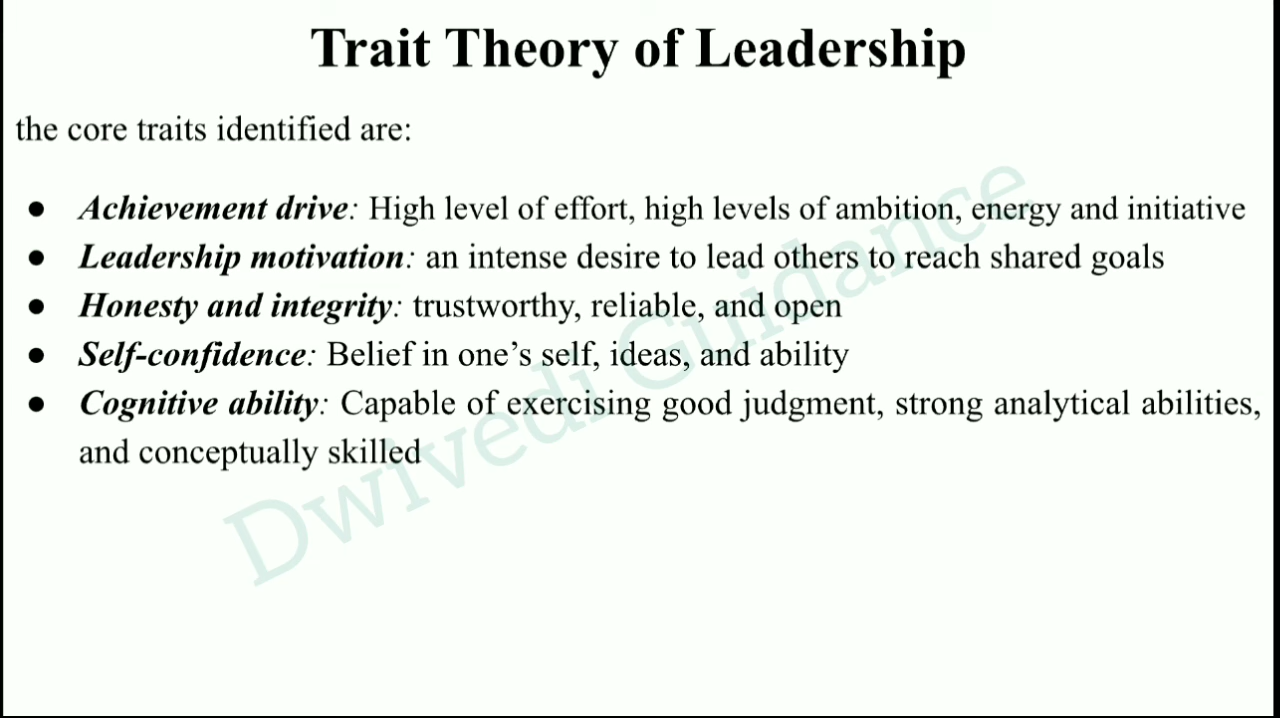 Trait Theory of Leadership
the core traits identified are:
● Achievement drive: High level of effort, high levels of ambition, energy and initiative
● Leadership motivation: an intense desire to lead others to reach shared goals
● Honesty and integrity: trustworthy, reliable, and open
● Self-confidence: Belief in one’s self, ideas, and ability
● Cognitive ability: Capable of exercising good judgment, strong analytical abilities,
and conceptually skilled
Dwivedi Guidance